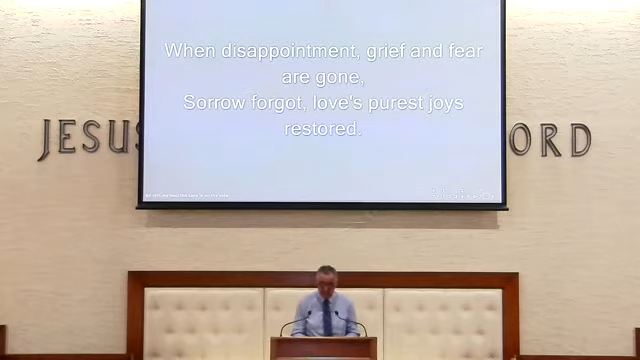 When disappointment, grief and fear
are gone,
Sorrow forgot, love's purest joys
restored.
JESUS
ORD